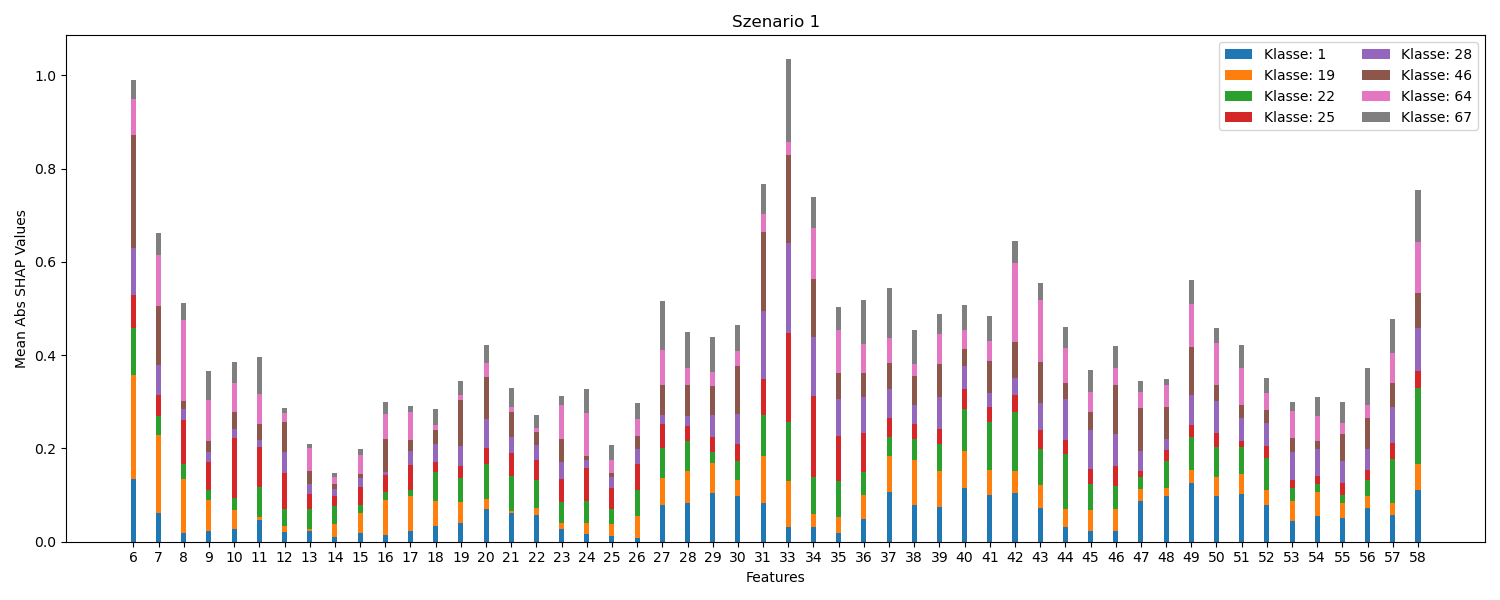 Szenario 1
Mean Abs SHAP Values
1.0
0.8
0.6
0.4
0.2
0.0
Klasse: 1
Klasse: 19
Klasse: 22
Klasse: 25
Klasse: 28
Klasse: 46
Klasse: 64
Klasse: 67
6 7 8 9 10 11 12 13 14 15 16 17 18 19 20 21 22 23 24 25 26 27 28 29 30 31 33 34 35 36 37 38 39 40 41 42 43 44 45 46 47 48 49 50 51 52 53 54 55 56 57 58
Features